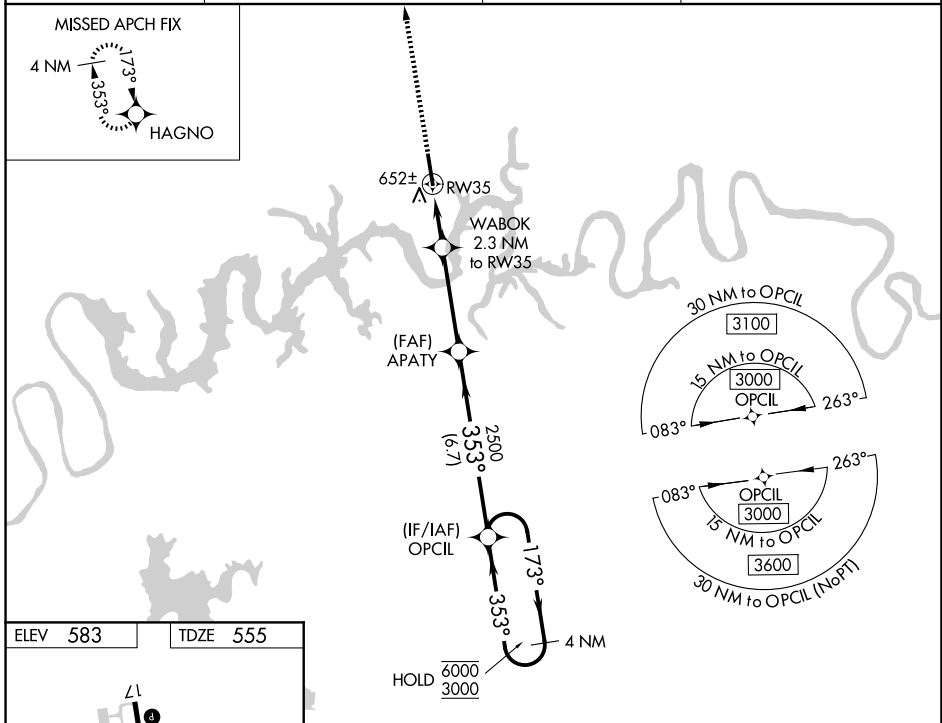 MISSED APCH FIX
4 NM
173°
353°
HAGNO
652±
RW35
WABOK
2.3 NM
to RW35
(FAF)
APATY
2500
353°
(6.7)
(IF/IAF)
OPCIL
173°
353°
4 NM
HOLD
6000
3000
30 NM to OPCIL
3100
15 NM to OPCIL
3000
OPCIL
083°
263°
083°
263°
OPCIL
3000
15 NM to OPCIL
3600
30 NM to OPCIL (NoPT)
ELEV 583
TDZE 555
17
P